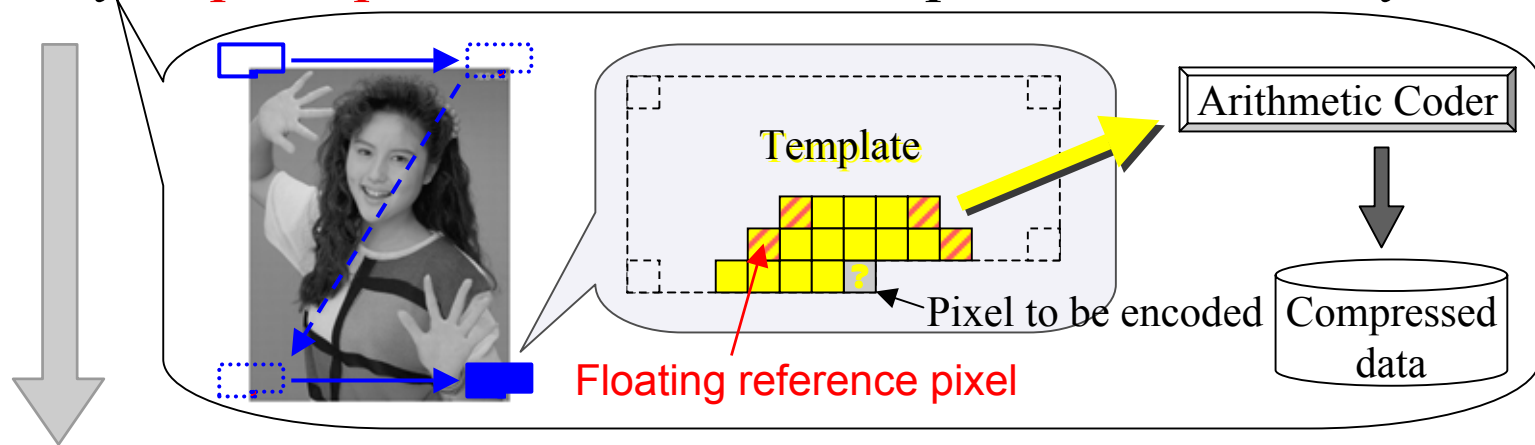 Arithmetic Coder
Template
?
Pixel to be encoded
Compressed
data
Floating reference pixel